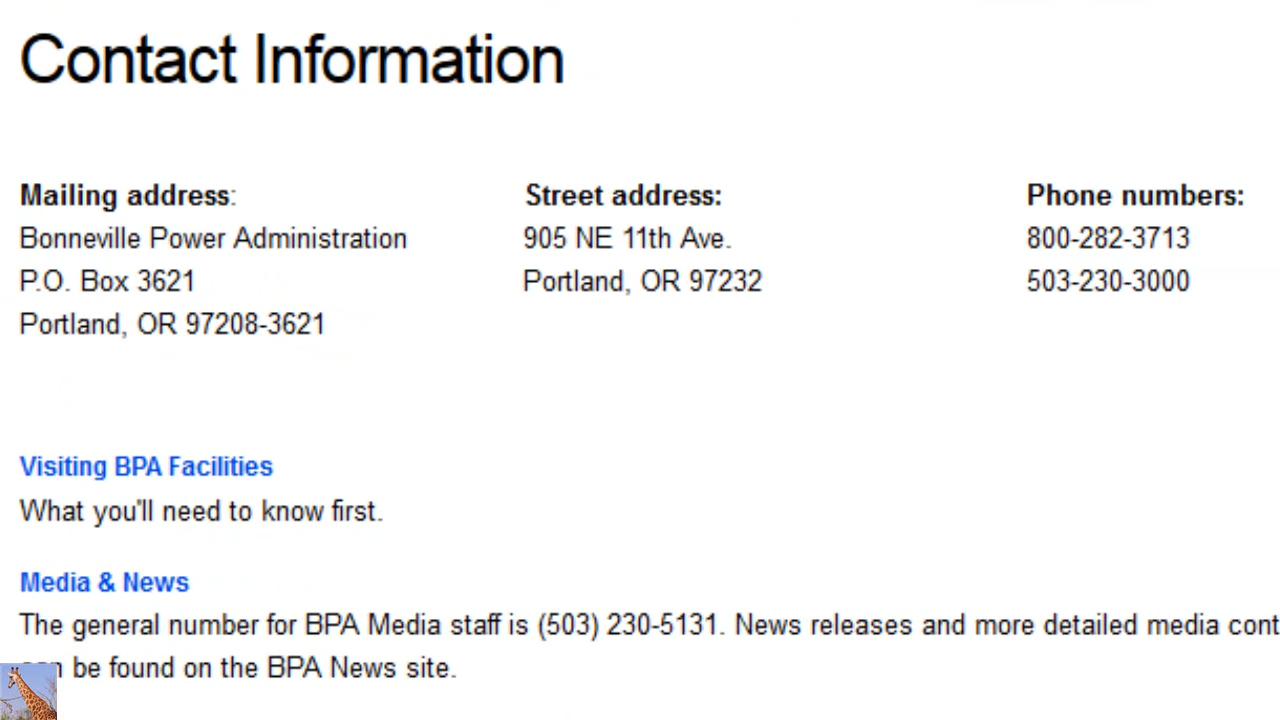 Contact Information
Mailing address:
Bonneville Power Administration
P.O. Box 3621
Portland, OR 97208-3621
Street address:
905 NE 11th Ave.
Portland, OR 97232
Phone numbers:
800-282-3713
503-230-3000
Visiting BPA Facilities
What you'll need to know first.
Media & News
The general number for BPA Media staff is (503) 230-5131. News releases and more detailed media cont
be found on the BPA News site.